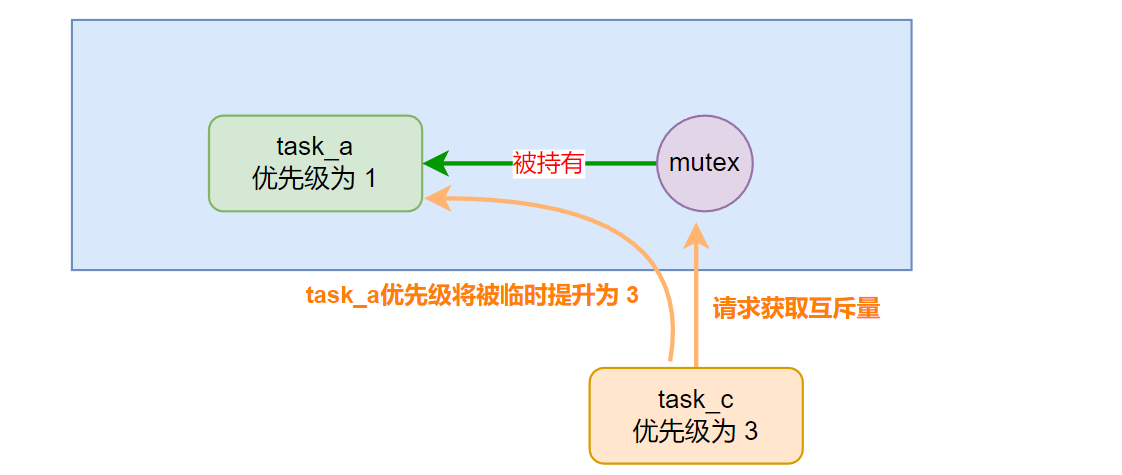 task_a
优先级为 1
被持有
mutex
task_a优先级将被临时提升为 3
请求获取互斥量
task_c
优先级为 3